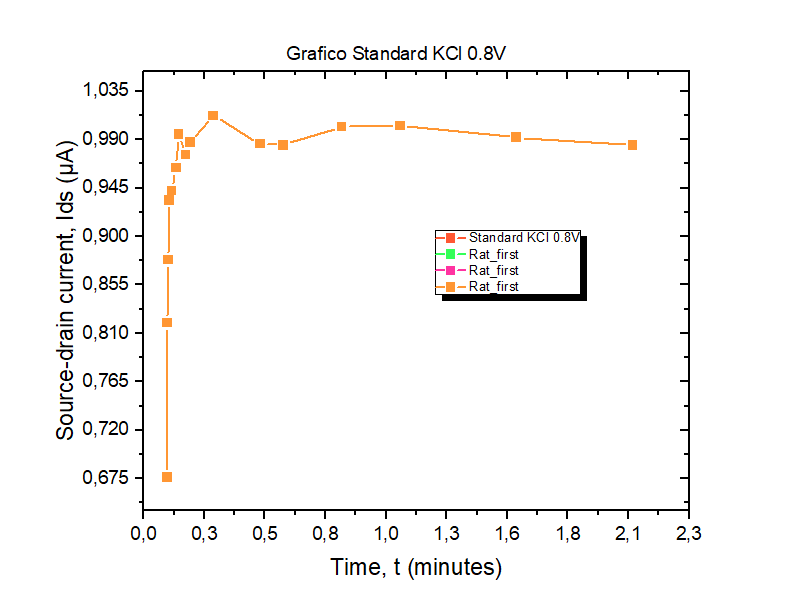 Grafico Standard KCl 0.8V
Source-drain current, Ids (µA)
1,035
0,990
0,945
0,900
0,855
0,810
0,765
0,720
0,675
Standard KCl 0.8V
Rat_first
Rat_first
Rat_first
0,0 0,3 0,5 0,8 1,0 1,3 1,6 1,8 2,1 2,3
Time, t (minutes)